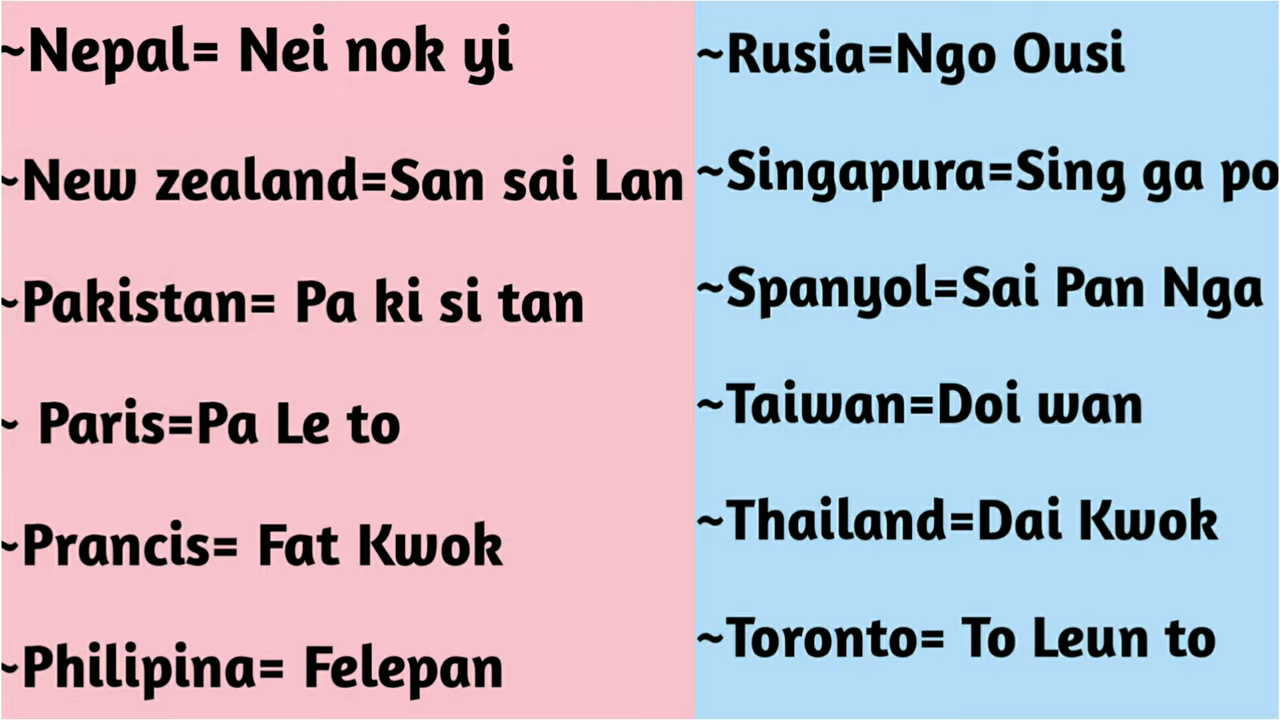 ~Nepal= Nei nok yi
~New zealand=San sai Lan
~Pakistan= Pa ki si tan
~ Paris=Pa Le to
~Prancis= Fat Kwok
~Philipina= Felepan
~Rusia=Ngo Ousi
~Singapura=Sing ga po
~Spanyol=Sai Pan Nga
~Taiwan=Doi wan
~Thailand=Dai Kwok
~Toronto= To Leun to